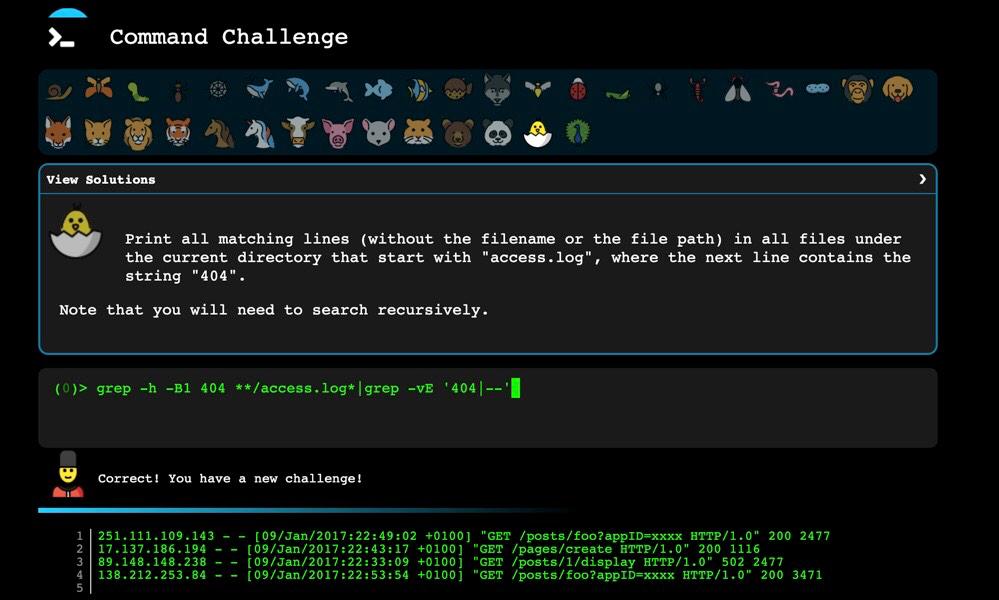 Command Challenge
View Solutions ❯
Print all matching lines (without the filename or the file path) in all files under
the current directory that start with "access.log", where the next line contains the
string "404".
Note that you will need to search recursively.
(0)> grep -h -B1 404 **/access.log*|grep -vE '404|--'
Correct! You have a new challenge!
1 251.111.109.143 - - [09/Jan/2017:22:49:02 +0100] "GET /posts/foo?appID=xxxx HTTP/1.0" 200 2477
2 17.137.186.194 - - [09/Jan/2017:22:43:17 +0100] "GET /pages/create HTTP/1.0" 200 1116
3 89.148.148.238 - - [09/Jan/2017:22:33:09 +0100] "GET /posts/1/display HTTP/1.0" 502 2477
4 138.212.253.84 - - [09/Jan/2017:22:53:54 +0100] "GET /posts/foo?appID=xxxx HTTP/1.0" 200 3471
5